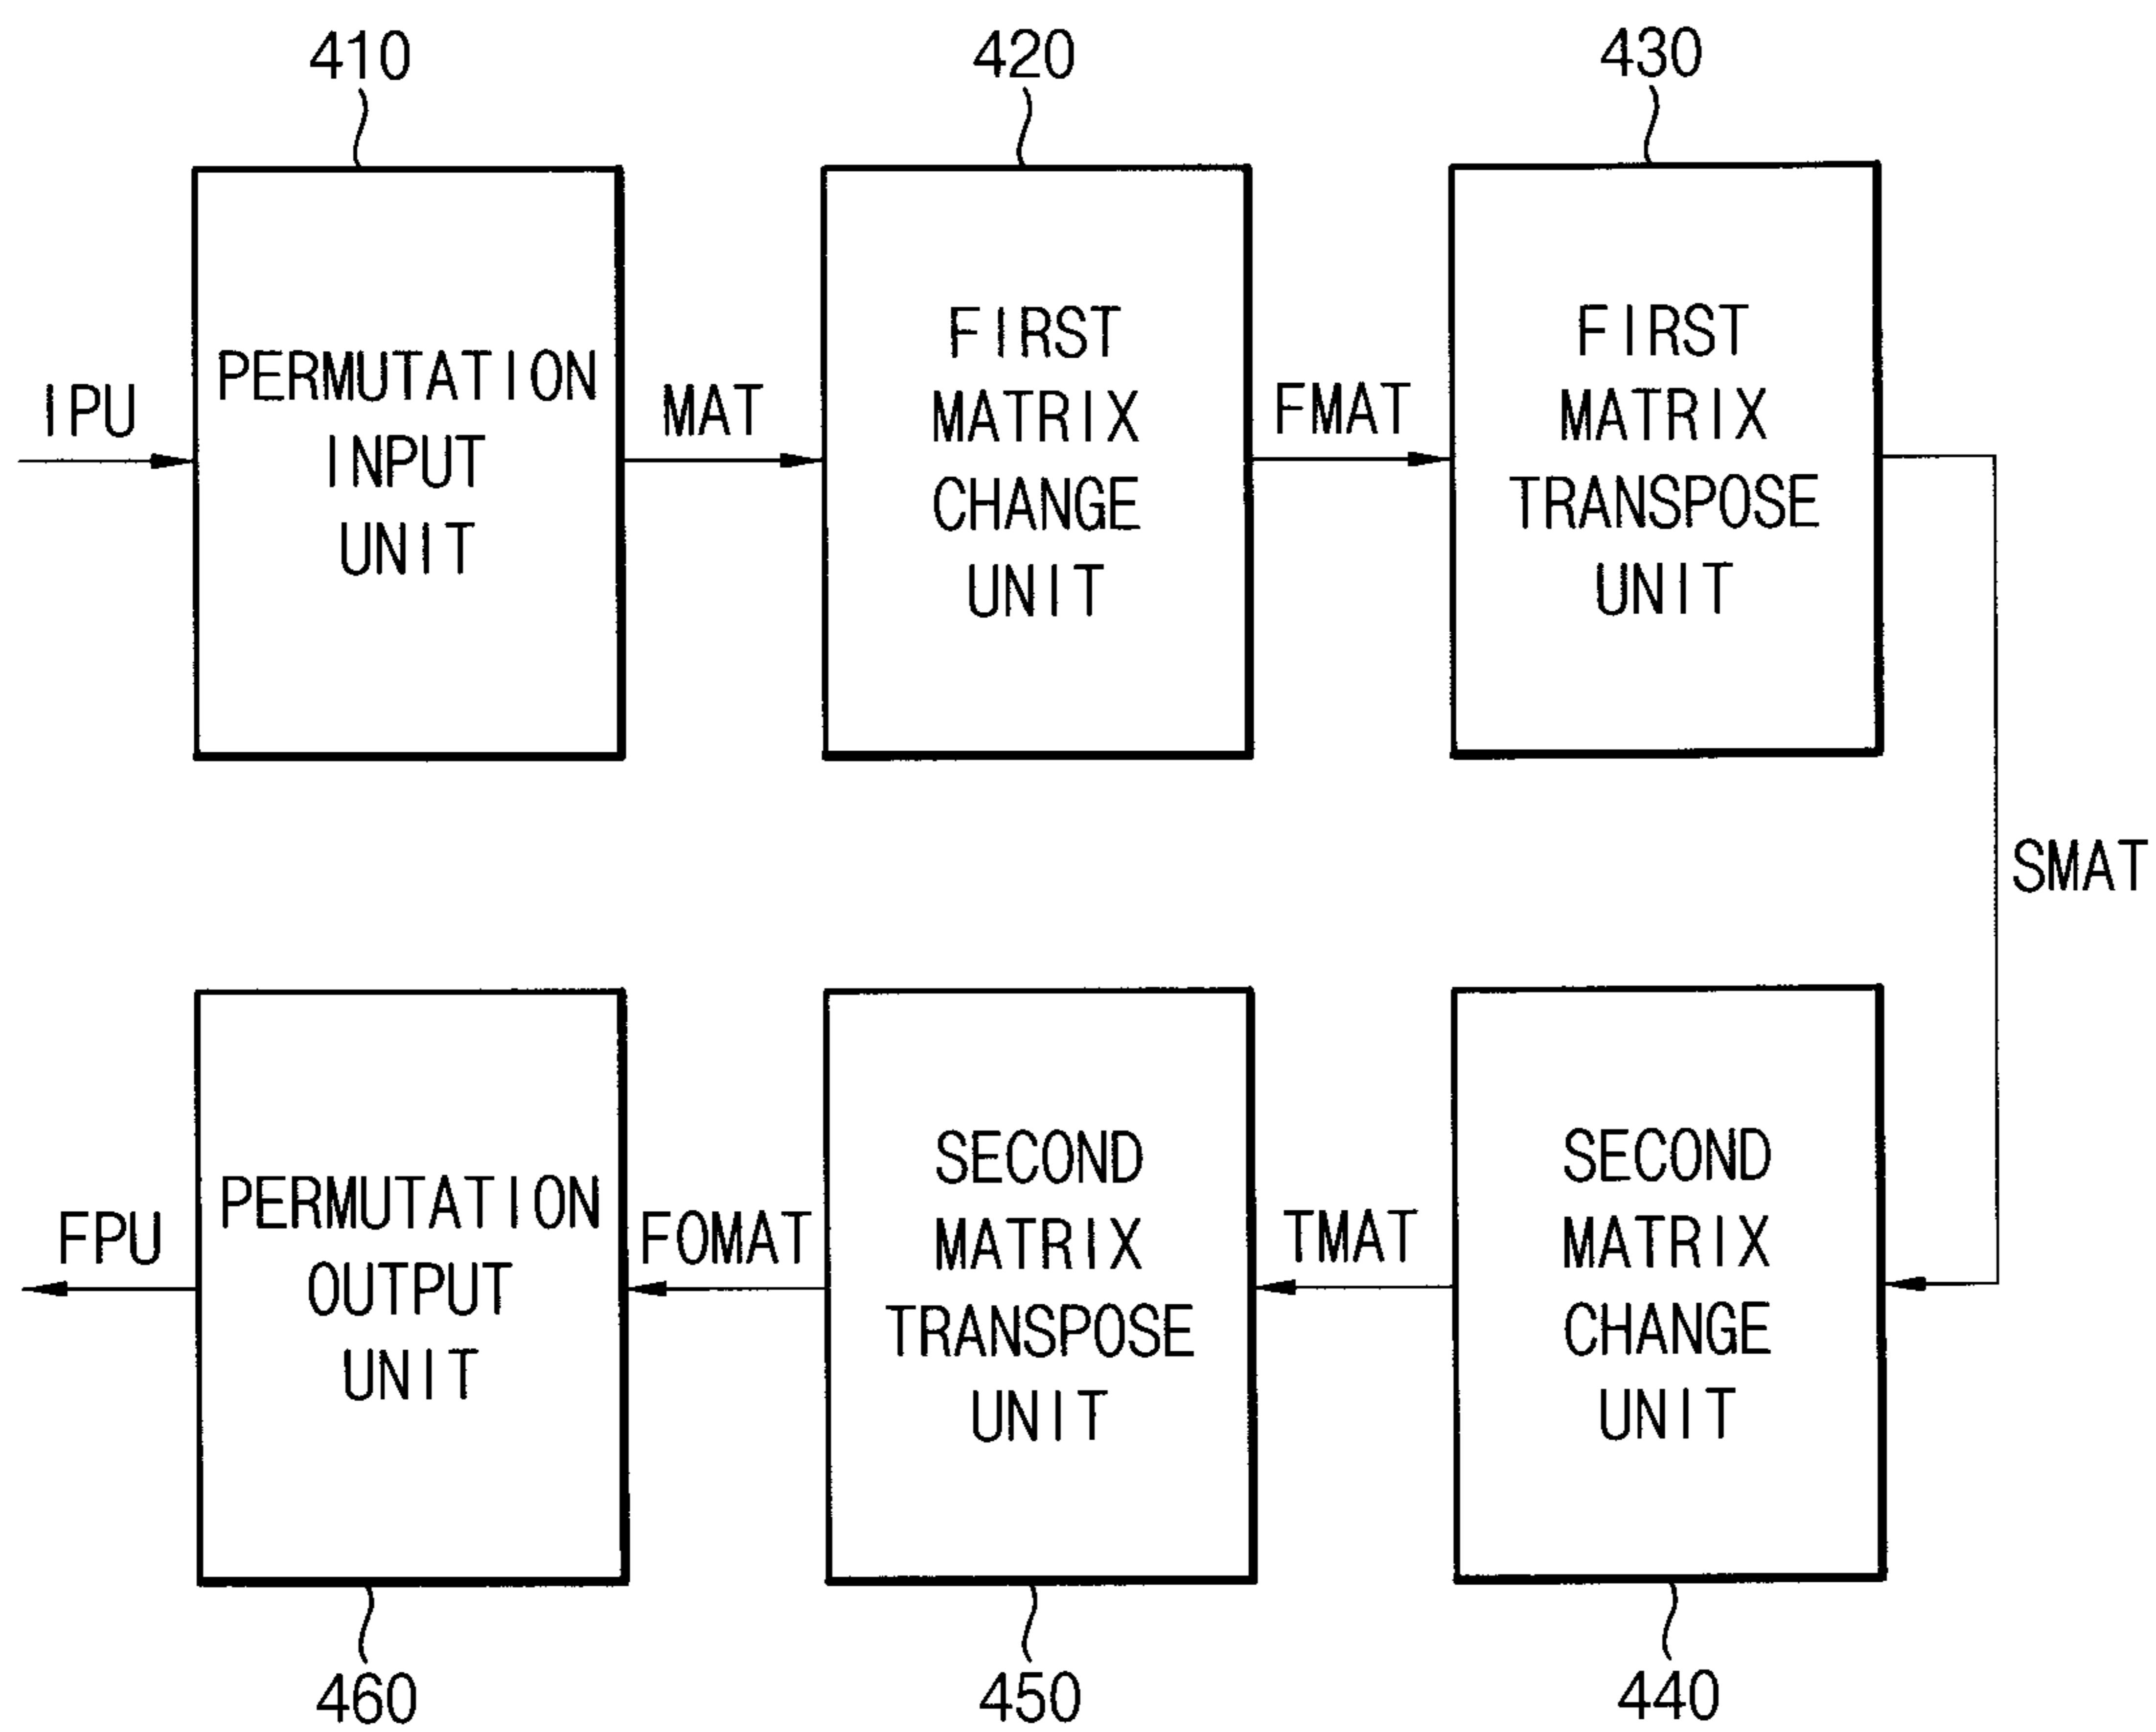 410
420
430
IPU
PERMUTATION
INPUT
UNIT
MAT
FIRST
MATRIX
CHANGE
UNIT
FMAT
FIRST
MATRIX
TRANSPOSE
UNIT
SMAT
FPU
PERMUTATION
OUTPUT
UNIT
FOMAT
SECOND
MATRIX
TRANSPOSE
UNIT
TMAT
SECOND
MATRIX
CHANGE
UNIT
460
450
440